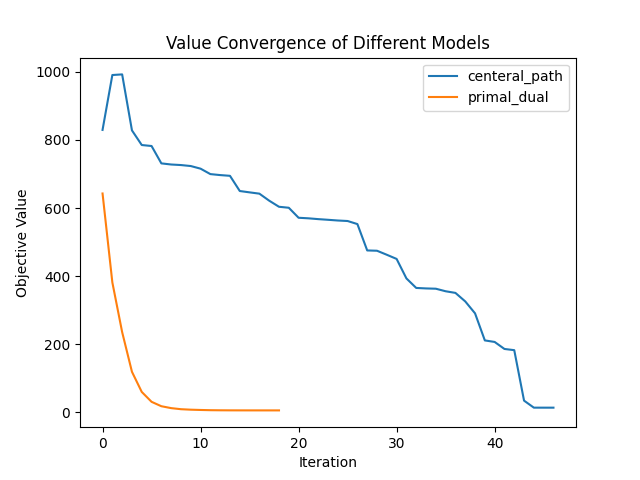 Value Convergence of Different Models
centeral_path
primal_dual
Objective Value
1000
800
600
400
200
0
0 10 20 30 40
Iteration